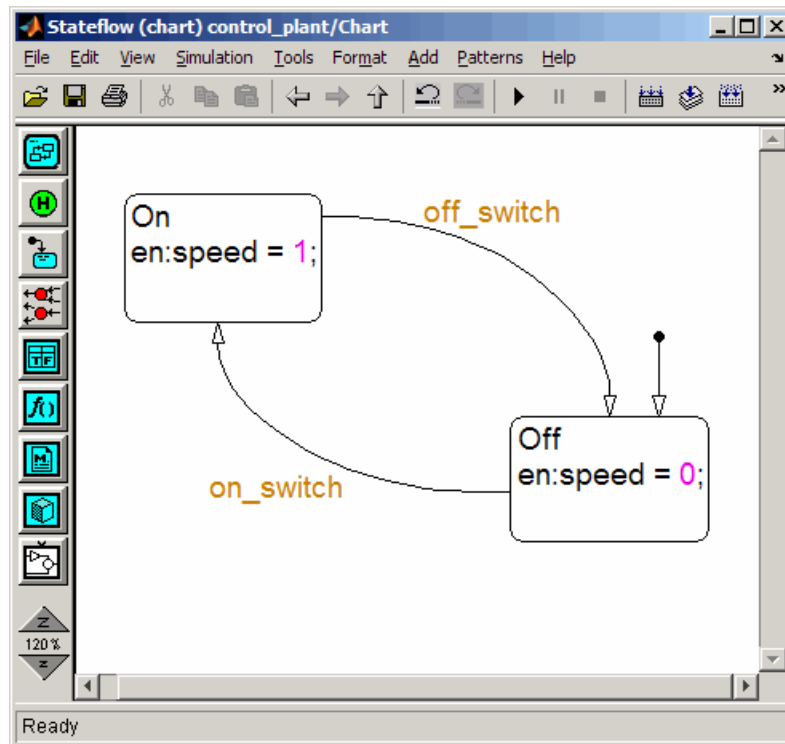 Stateflow (chart) control_plant/Chart
File Edit View Simulation Tools Format Add Patterns Help
H
TF
f()
M
On
en:speed = 1;
off_switch
Off
en:speed = 0;
on_switch
Z
120%
z
Ready